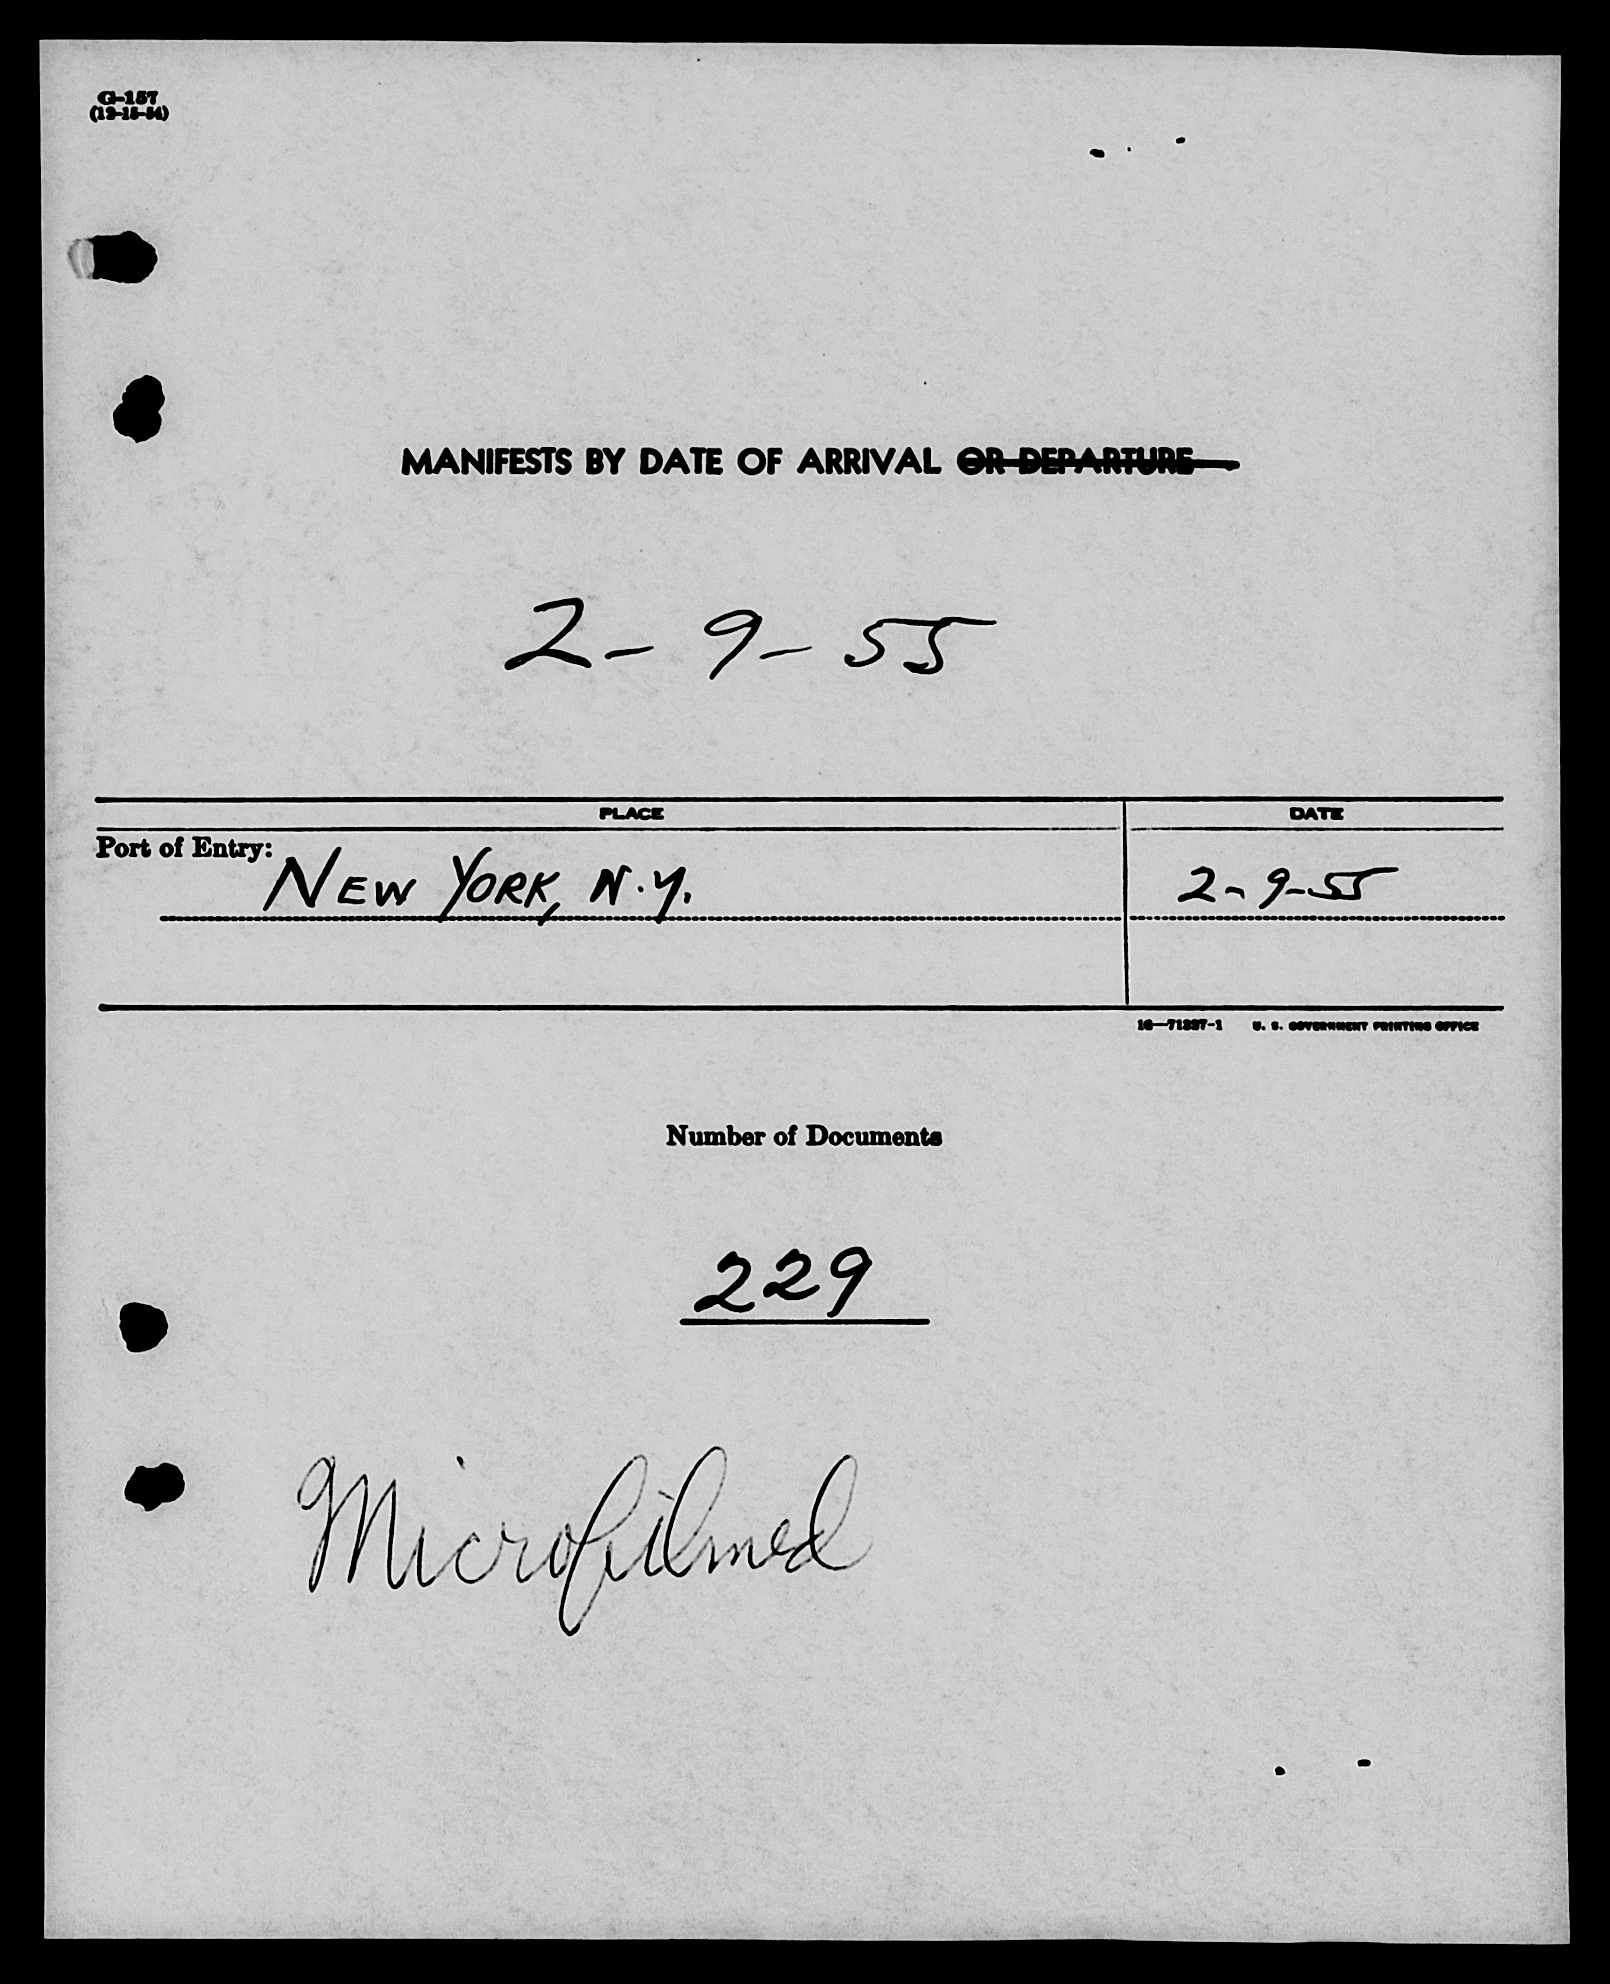 G-157
(12-15-54)
MANIFESTS BY DATE OF ARRIVAL OR DEPARTURE
2-9-55
PLACE DATE
Port of Entry: NEW YORK, N.Y. 2-9-55
16—71327-1 U. S. GOVERNMENT PRINTING OFFICE
Number of Documents
229
Microfilmed